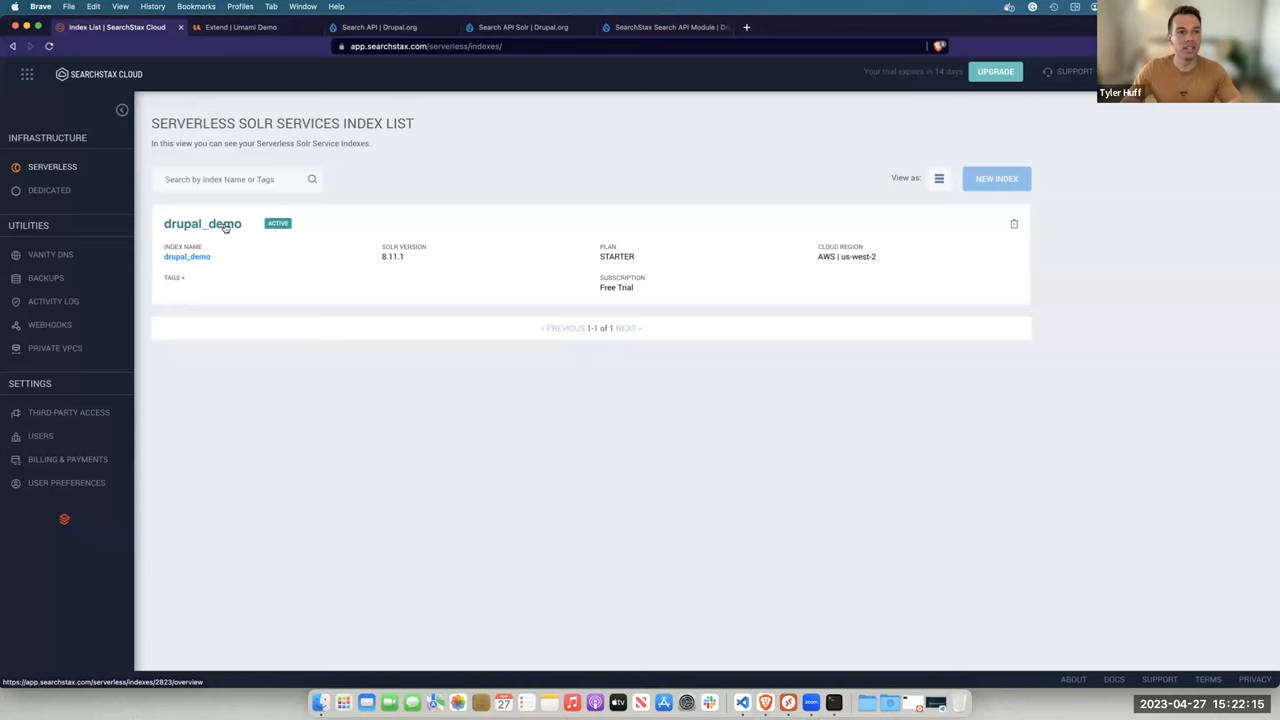 Brave File Edit View History Bookmarks Profiles Tab Window Help
Index List | SearchStax Cloud
Extend | Umami Demo
Search API | Drupal.org
Search API Solr | Drupal.org
SearchStax Search API Module | Dr
app.searchstax.com/serverless/indexes/
SEARCHSTAX CLOUD
Your trial expires in 14 days
UPGRADE
SUPPORT
Tyler Huff
INFRASTRUCTURE
SERVERLESS
DEDICATED
UTILITIES
VANITY DNS
BACKUPS
ACTIVITY LOG
WEBHOOKS
PRIVATE VPCS
SETTINGS
THIRD-PARTY ACCESS
USERS
BILLING & PAYMENTS
USER PREFERENCES
SERVERLESS SOLR SERVICES INDEX LIST
In this view you can see your Serverless Solr Service Indexes.
Search by Index Name or Tags
View as:
NEW INDEX
drupal_demo
ACTIVE
INDEX NAME
drupal_demo
SOLR VERSION
8.11.1
PLAN
STARTER
CLOUD REGION
AWS | us-west-2
TAGS +
SUBSCRIPTION
Free Trial
< PREVIOUS 1-1 of 1 NEXT >
https://app.searchstax.com/serverless/indexes/2823/overview
ABOUT DOCS SUPPORT TERMS PRIVACY
27
2023-04-27 15:22:15